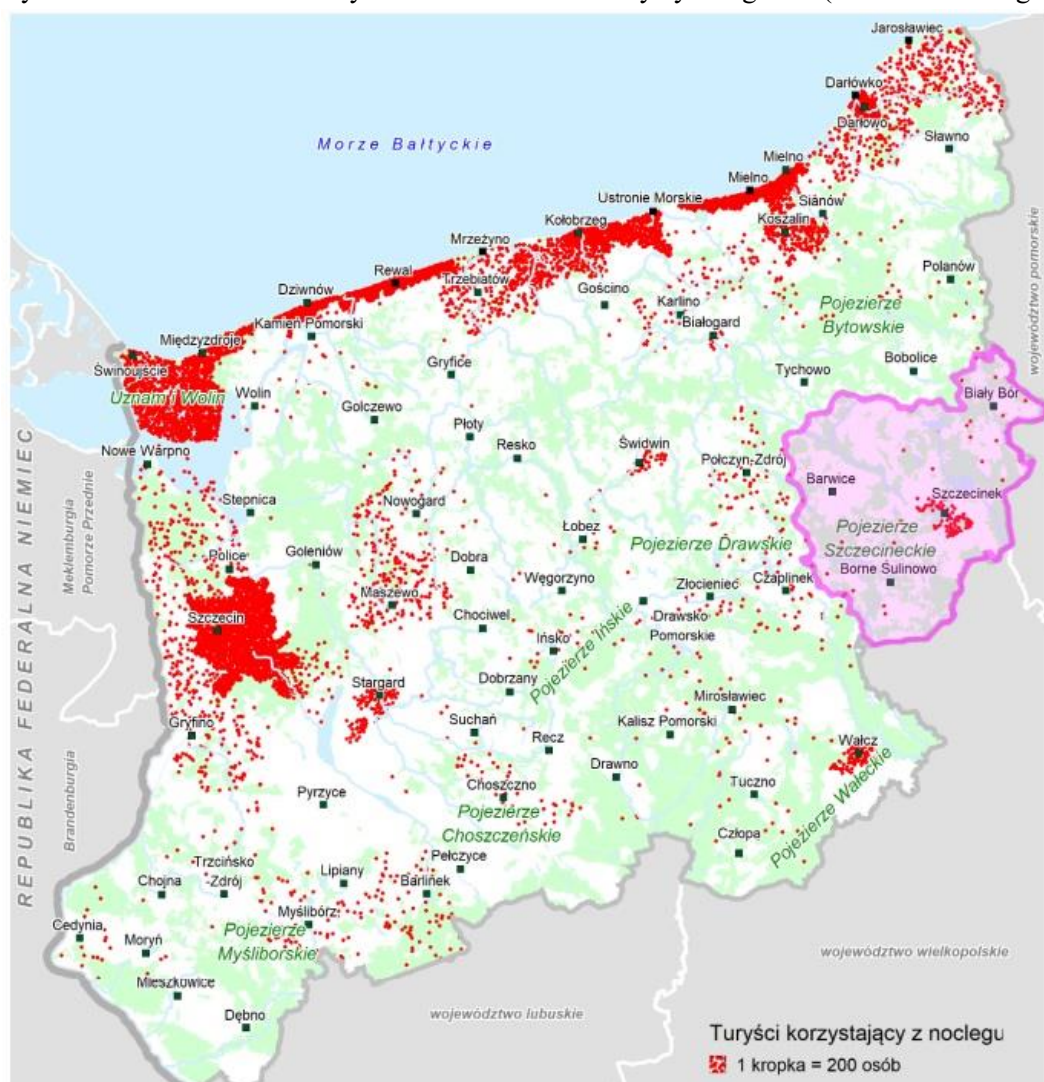 Jarosławiec
Darłówko
Darłowo
Sławno
Morze Bałtyckie
Mielno
Mielno
Ustronie Morskie
Sianów
Kołobrzeg
Koszalin
Mrzeżyno
Rewal
Trzebiatów
Dziwnów
Gościno
Karlino
Polanów
Pojezierze
Bytowskie
Białogard
Kamień Pomorski
Międzyzdroje
Świnoujście
Uznam i Wolin
Gryfice
Tychowo
Bobolice
województwo pomorskie
Wolin
Golczewo
Biały Bór
Płoty
Resko
Świdwin
Połczyn-Zdrój
Nowe Warpno
Barwice
Szczecinek
Stepnica
Nowogard
Pojezierze
Szczecineckie
Łobez
Pojezierze Drawskie
Police
Goleniów
Dobra
Węgorzyno
Złocieniec
Czaplinek
Borne Sulinowo
REPUBLIKA FEDERALNA NIEMIEC
Meklemburgia
Pomorze Przednie
Maszewo
Szczecin
Chociwel
Drawsko
Pomorskie
Ińsko
Pojezierze Ińskie
Dobrzany
Stargard
Mirosławiec
Suchań
Kalisz Pomorski
Gryfino
Recz
Wałcz
Drawno
Choszczno
Tuczno
Pyrzyce
Pojezierze
Choszczeńskie
Brandenburgia
Pojezierze Wałeckie
Człopa
Pełczyce
Trzcińsko
-Zdrój
Lipiany
Chojna
Barlinek
Myślibórz
Cedynia
Pojezierze
Myśliborskie
Moryń
województwo wielkopolskie
Mieszkowice
województwo lubuskie
Dębno
Turyści korzystający z noclegu
1 kropka = 200 osób